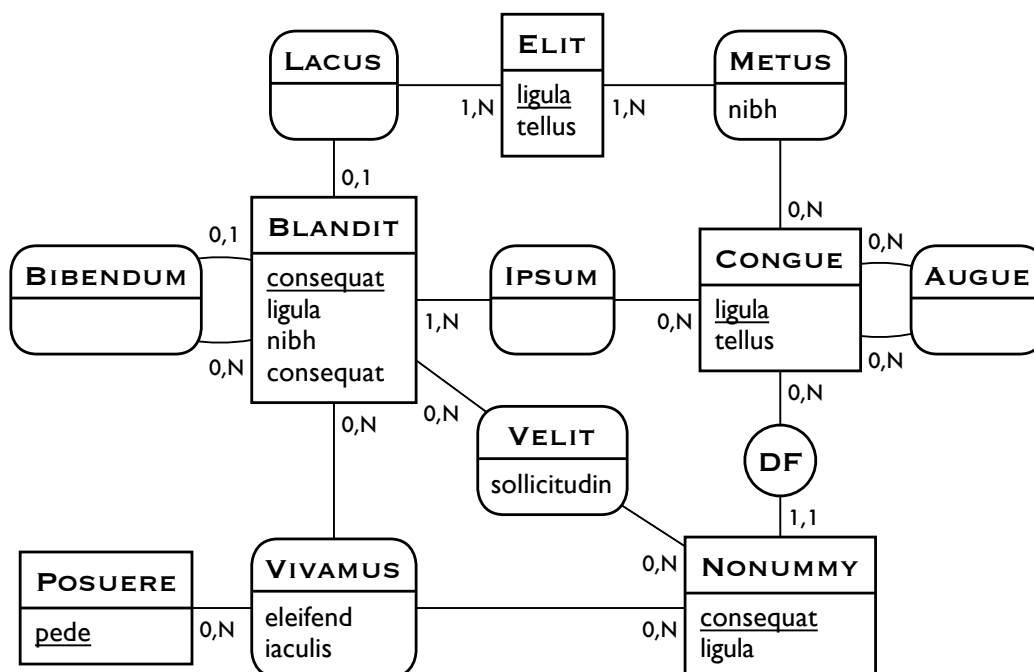 LACUS
ELIT
ligula
tellus
METUS
nibh
1,N
1,N
0,1
0,N
BIBENDUM
0,1
0,N
BLANDIT
consequat
ligula
nibh
consequat
1,N
IPSUM
0,N
CONGUE
ligula
tellus
0,N
0,N
AUGUE
0,N
0,N
0,N
VELIT
sollicitudin
0,N
DF
1,1
POSUERE
pede
0,N
VIVAMUS
eleifend
iaculis
0,N
NONUMMY
consequat
ligula